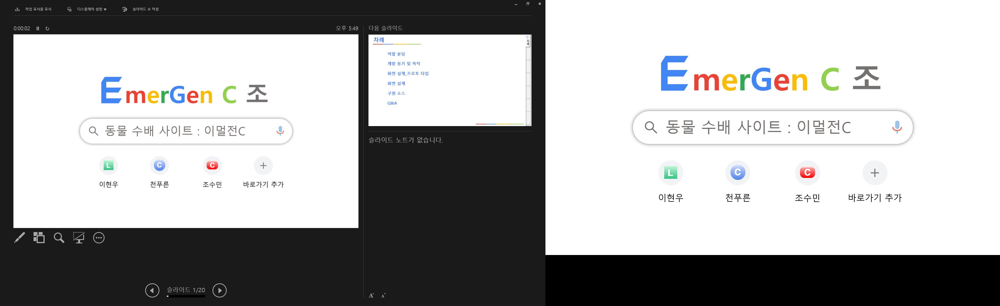 작업 표시줄 표시
디스플레이 설정
슬라이드 쇼 마침
0:00:02
오후 5:49
EmerGen C 조
동물 수배 사이트 : 이멀전C
L
C
C
이현우
천푸른
조수민
바로가기 추가
슬라이드 1/20
다음 슬라이드
차례
역할 분담
개발 동기 및 목적
화면 설계_프로토 타입
화면 설계
구현 소스
Q&A
C
차례
슬라이드 노트가 없습니다.
A
A
EmerGen C 조
동물 수배 사이트 : 이멀전C
L
C
C
이현우
천푸른
조수민
바로가기 추가